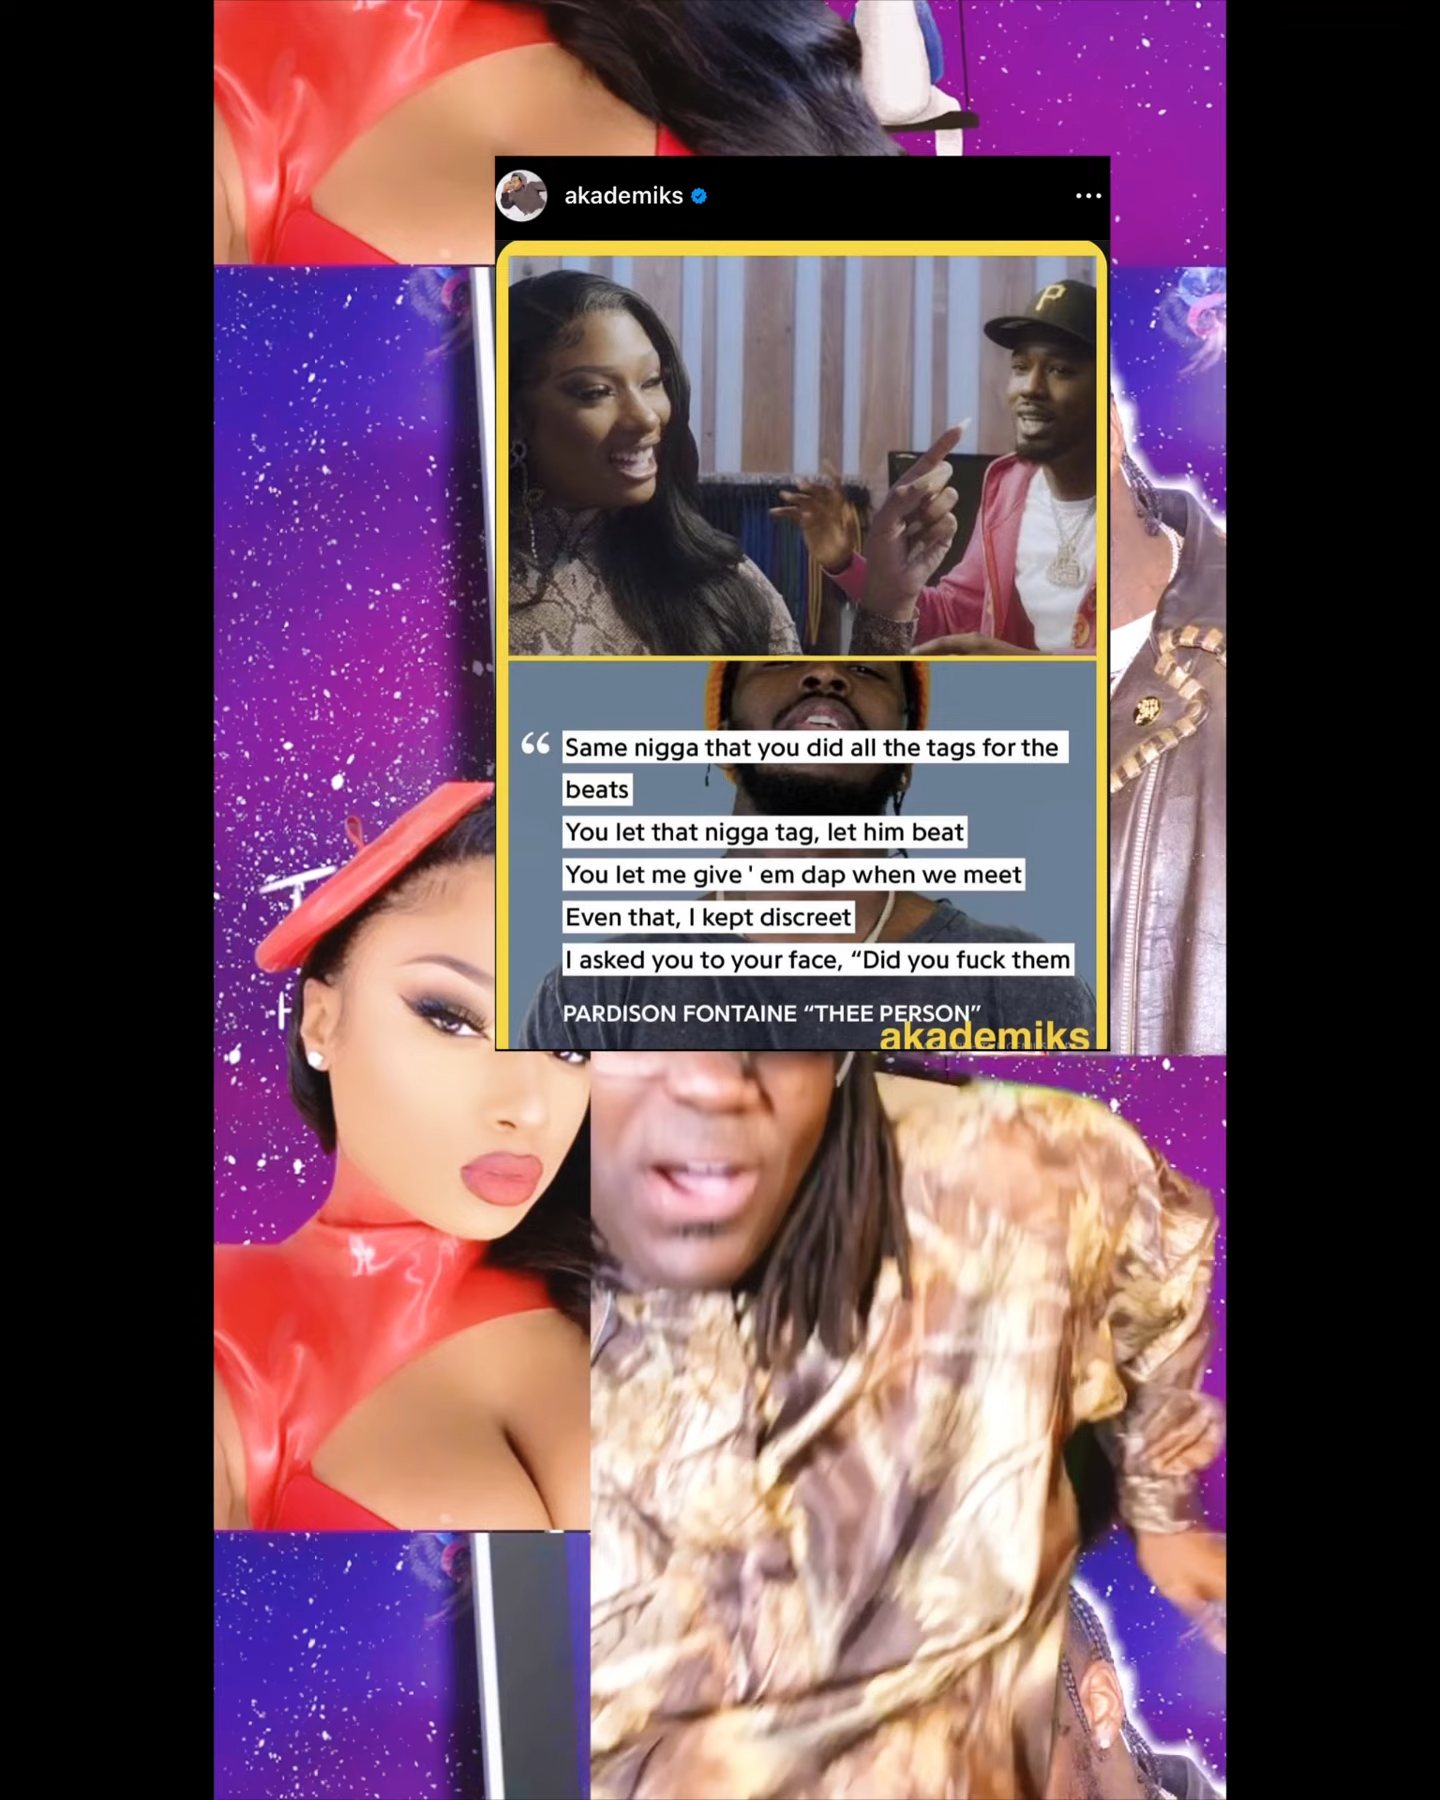 akademiks
P
“ Same nigga that you did all the tags for the
beats
You let that nigga tag, let him beat
You let me give ' em dap when we meet
Even that, I kept discreet
I asked you to your face, “Did you fuck them
PARDISON FONTAINE “THEE PERSON”
akademiks